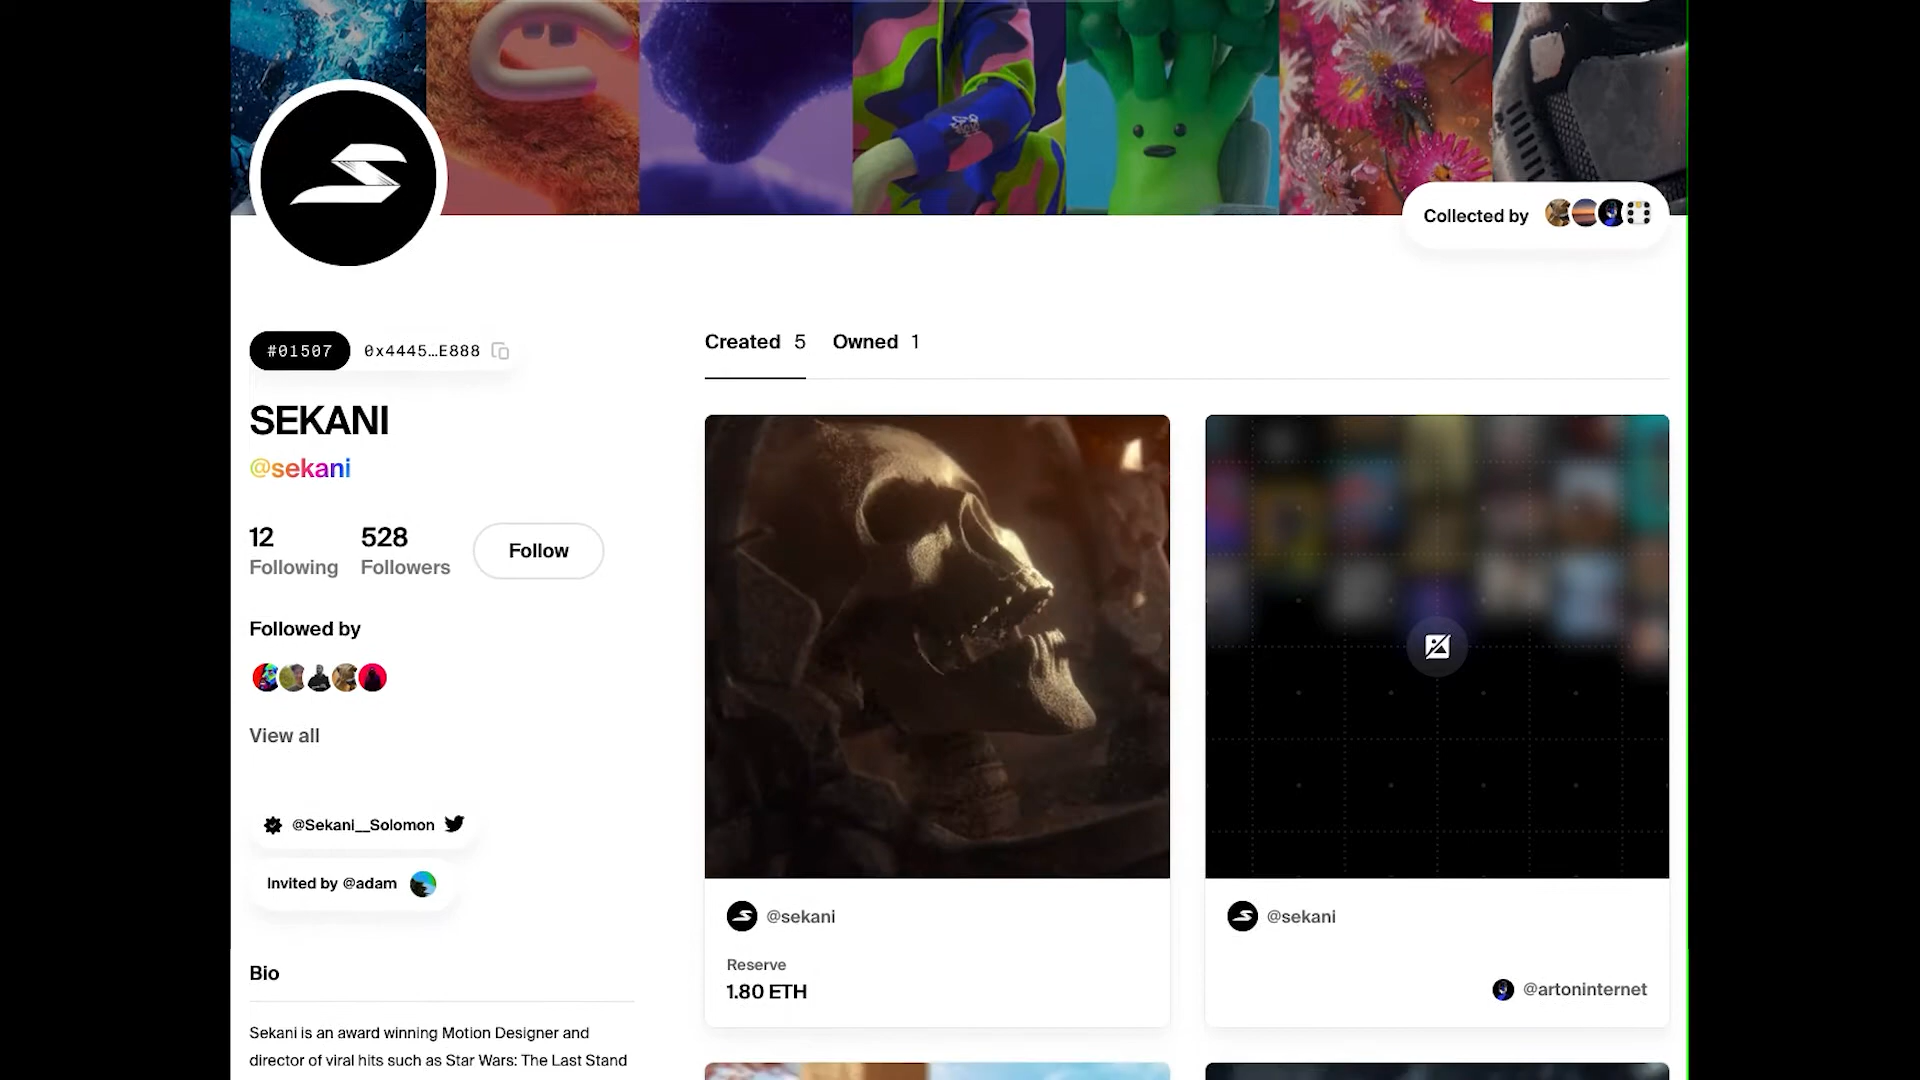 Collected by
#01507 0x4445...E888
SEKANI
@sekani
12 Following
528 Followers
Follow
Followed by
View all
@Sekani__Solomon
Invited by @adam
Bio
Sekani is an award winning Motion Designer and
director of viral hits such as Star Wars: The Last Stand
Created 5 Owned 1
@sekani
Reserve
1.80 ETH
@sekani
@artoninternet